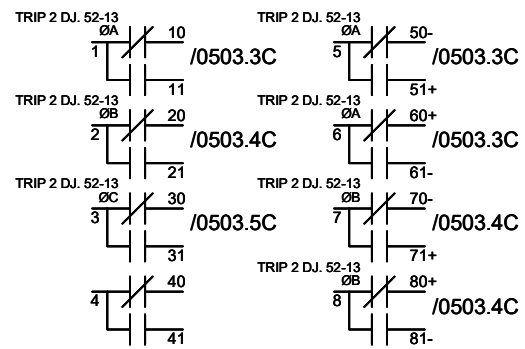 TRIP 2 DJ. 52-13
ØA
1
10
11
/0503.3C
TRIP 2 DJ. 52-13
ØB
2
20
21
/0503.4C
TRIP 2 DJ. 52-13
ØC
3
30
31
/0503.5C
4
40
41
TRIP 2 DJ. 52-13
ØA
5
50-
51+
/0503.3C
TRIP 2 DJ. 52-13
ØA
6
60+
61-
/0503.3C
TRIP 2 DJ. 52-13
ØB
7
70-
71+
/0503.4C
TRIP 2 DJ. 52-13
ØB
8
80+
81-
/0503.4C